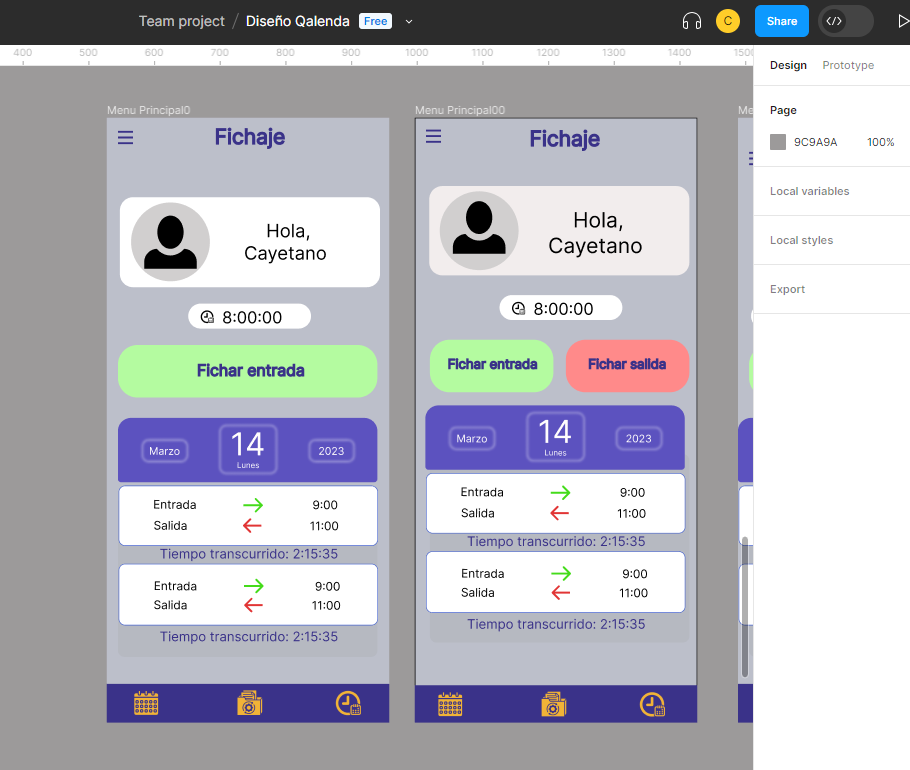 Team project / Diseño Qalenda Free
C
Share
</>
400 500 600 700 800 900 1000 1100 1200 1300 1400 1500
Design Prototype
Page
9C9A9A 100%
Local variables
Local styles
Export
Menu Principal0
Fichaje
Hola,
Cayetano
8:00:00
Fichar entrada
Marzo
14
Lunes
2023
Entrada 9:00
Salida 11:00
Tiempo transcurrido: 2:15:35
Entrada 9:00
Salida 11:00
Tiempo transcurrido: 2:15:35
Menu Principal00
Fichaje
Hola,
Cayetano
8:00:00
Fichar entrada
Fichar salida
Marzo
14
Lunes
2023
Entrada 9:00
Salida 11:00
Tiempo transcurrido: 2:15:35
Entrada 9:00
Salida 11:00
Tiempo transcurrido: 2:15:35
Me